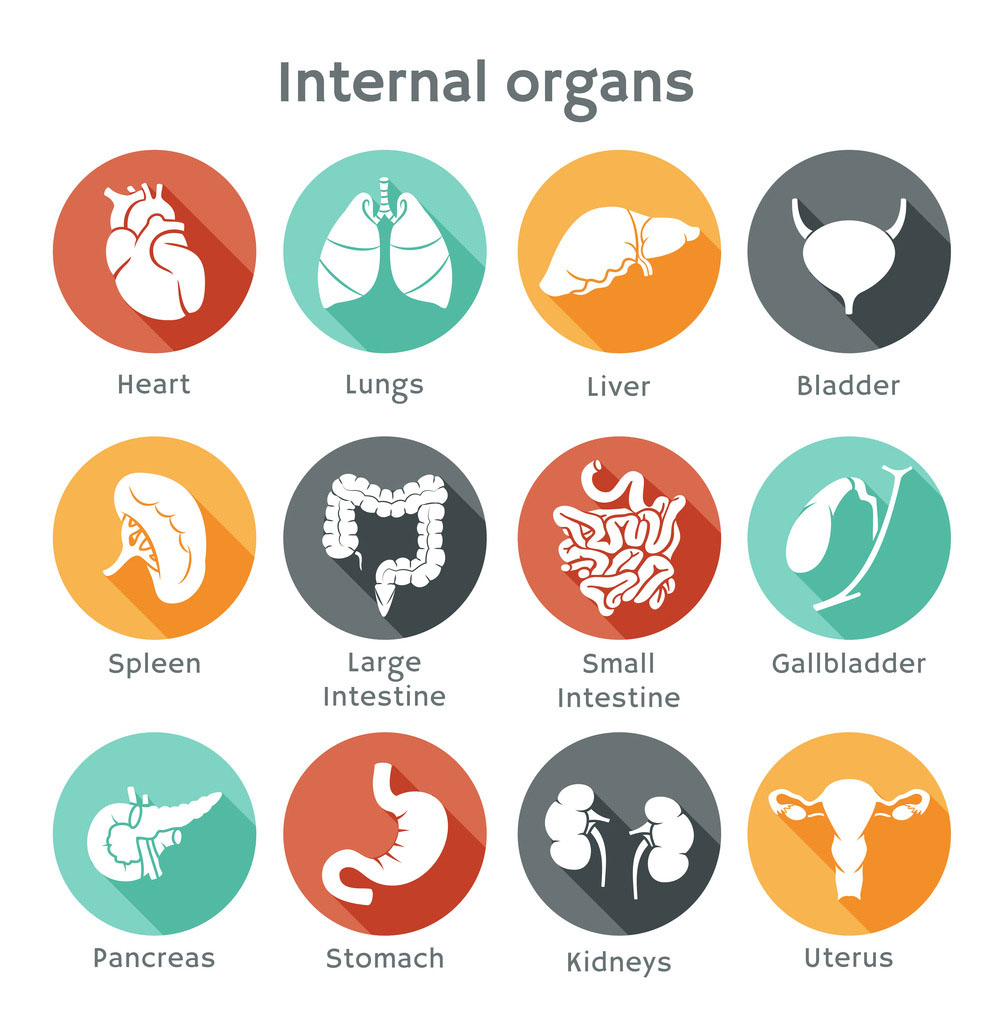 Internal organs
Heart
Lungs
Liver
Bladder
Spleen
Large
Intestine
Small
Intestine
Gallbladder
Pancreas
Stomach
Kidneys
Uterus